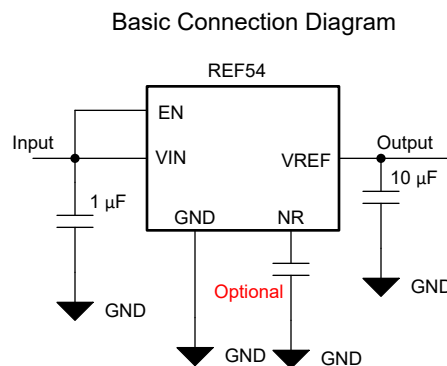 Basic Connection Diagram
REF54
EN
Input
Output
VIN
VREF
1 µF
10 µF
GND
NR
Optional
GND
GND
GND
GND